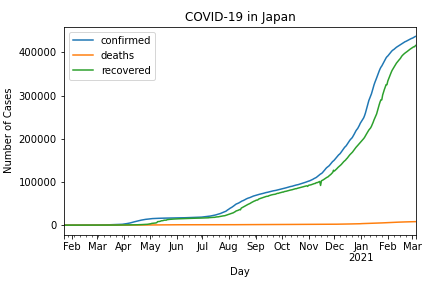 COVID-19 in Japan
confirmed
deaths
recovered
Number of Cases
400000
300000
200000
100000
0
Feb Mar Apr May Jun Jul Aug Sep Oct Nov Dec Jan Feb Mar
2021
Day